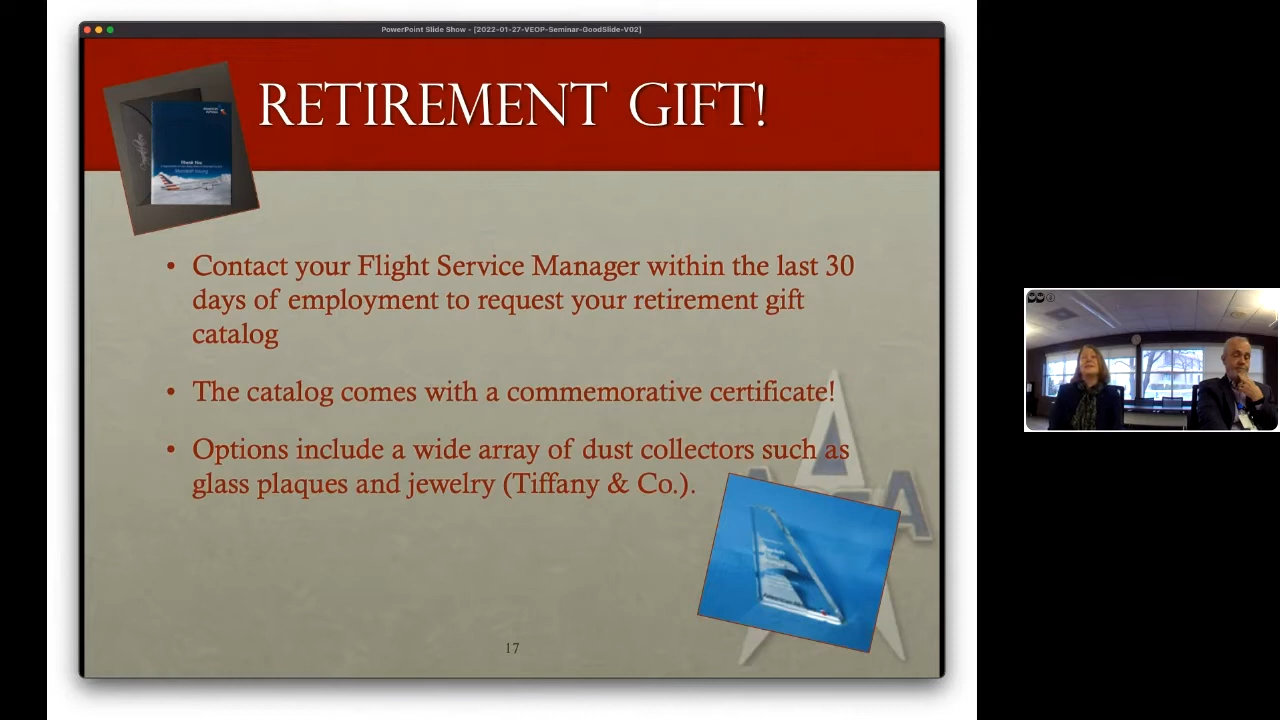 PowerPoint Slide Show - [2022-01-27-VEOP-Seminar-GoodSlide-V02]
RETIREMENT GIFT!
Thank You
• Contact your Flight Service Manager within the last 30
days of employment to request your retirement gift
catalog
• The catalog comes with a commemorative certificate!
• Options include a wide array of dust collectors such as
glass plaques and jewelry (Tiffany & Co.).
17